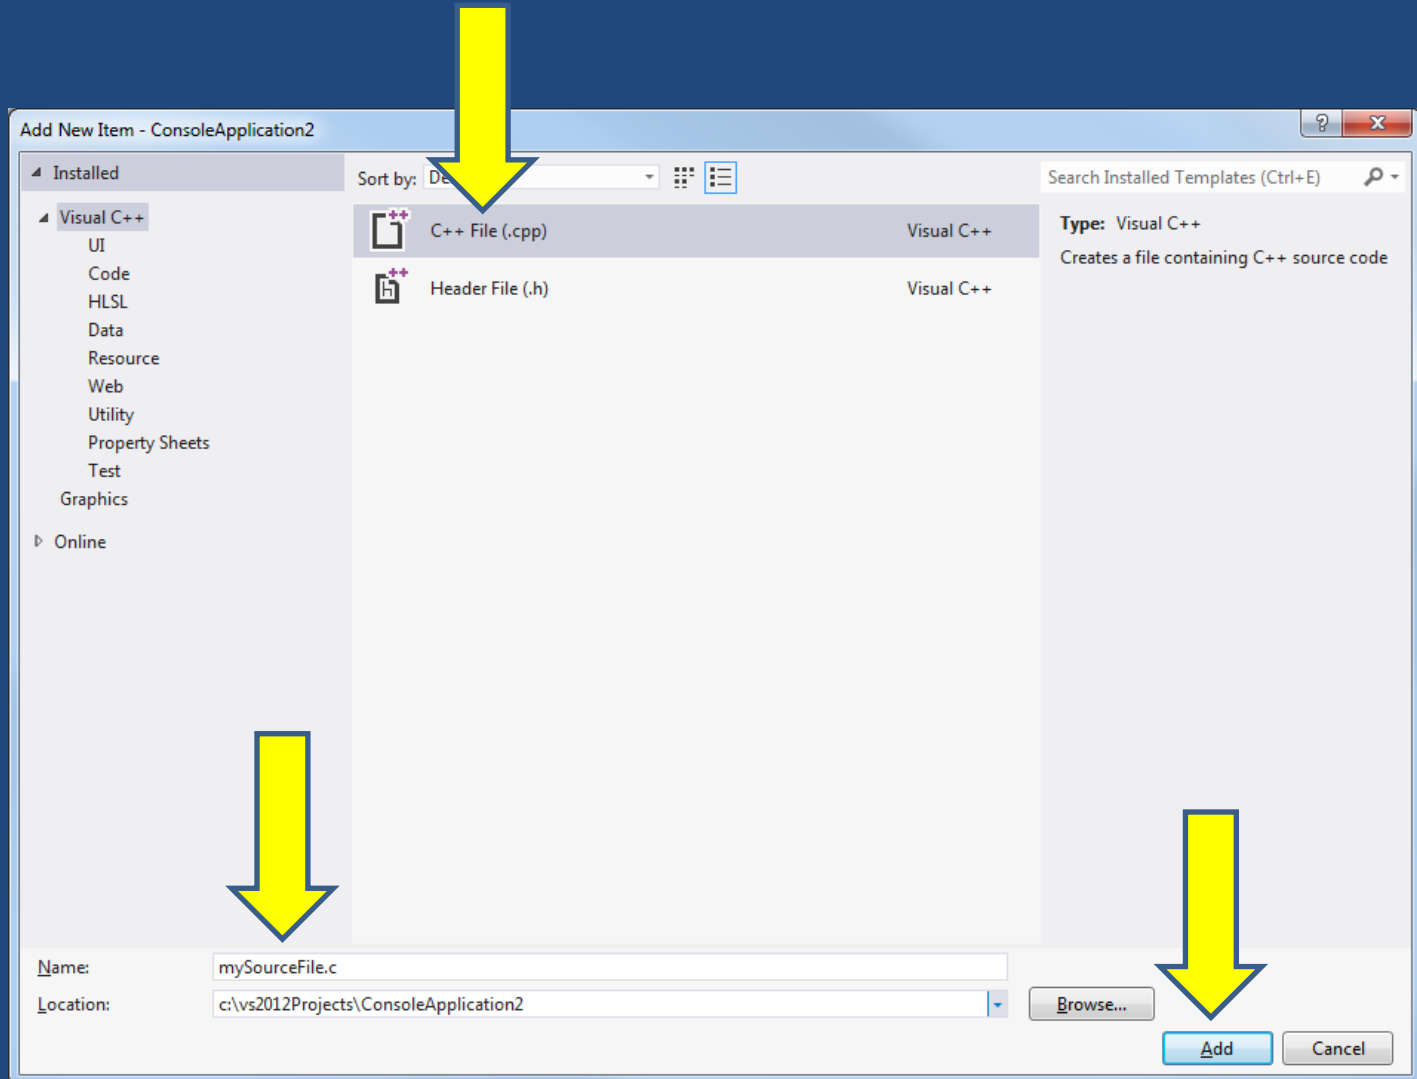 Add New Item - ConsoleApplication2
Installed
Sort by:
Search Installed Templates (Ctrl+E)
Visual C++
UI
Code
HLSL
Data
Resource
Web
Utility
Property Sheets
Test
Graphics
Online
C++ File (.cpp) Visual C++
Header File (.h) Visual C++
Type: Visual C++
Creates a file containing C++ source code
Name: mySourceFile.c
Location: c:\vs2012Projects\ConsoleApplication2 Browse...
Add Cancel